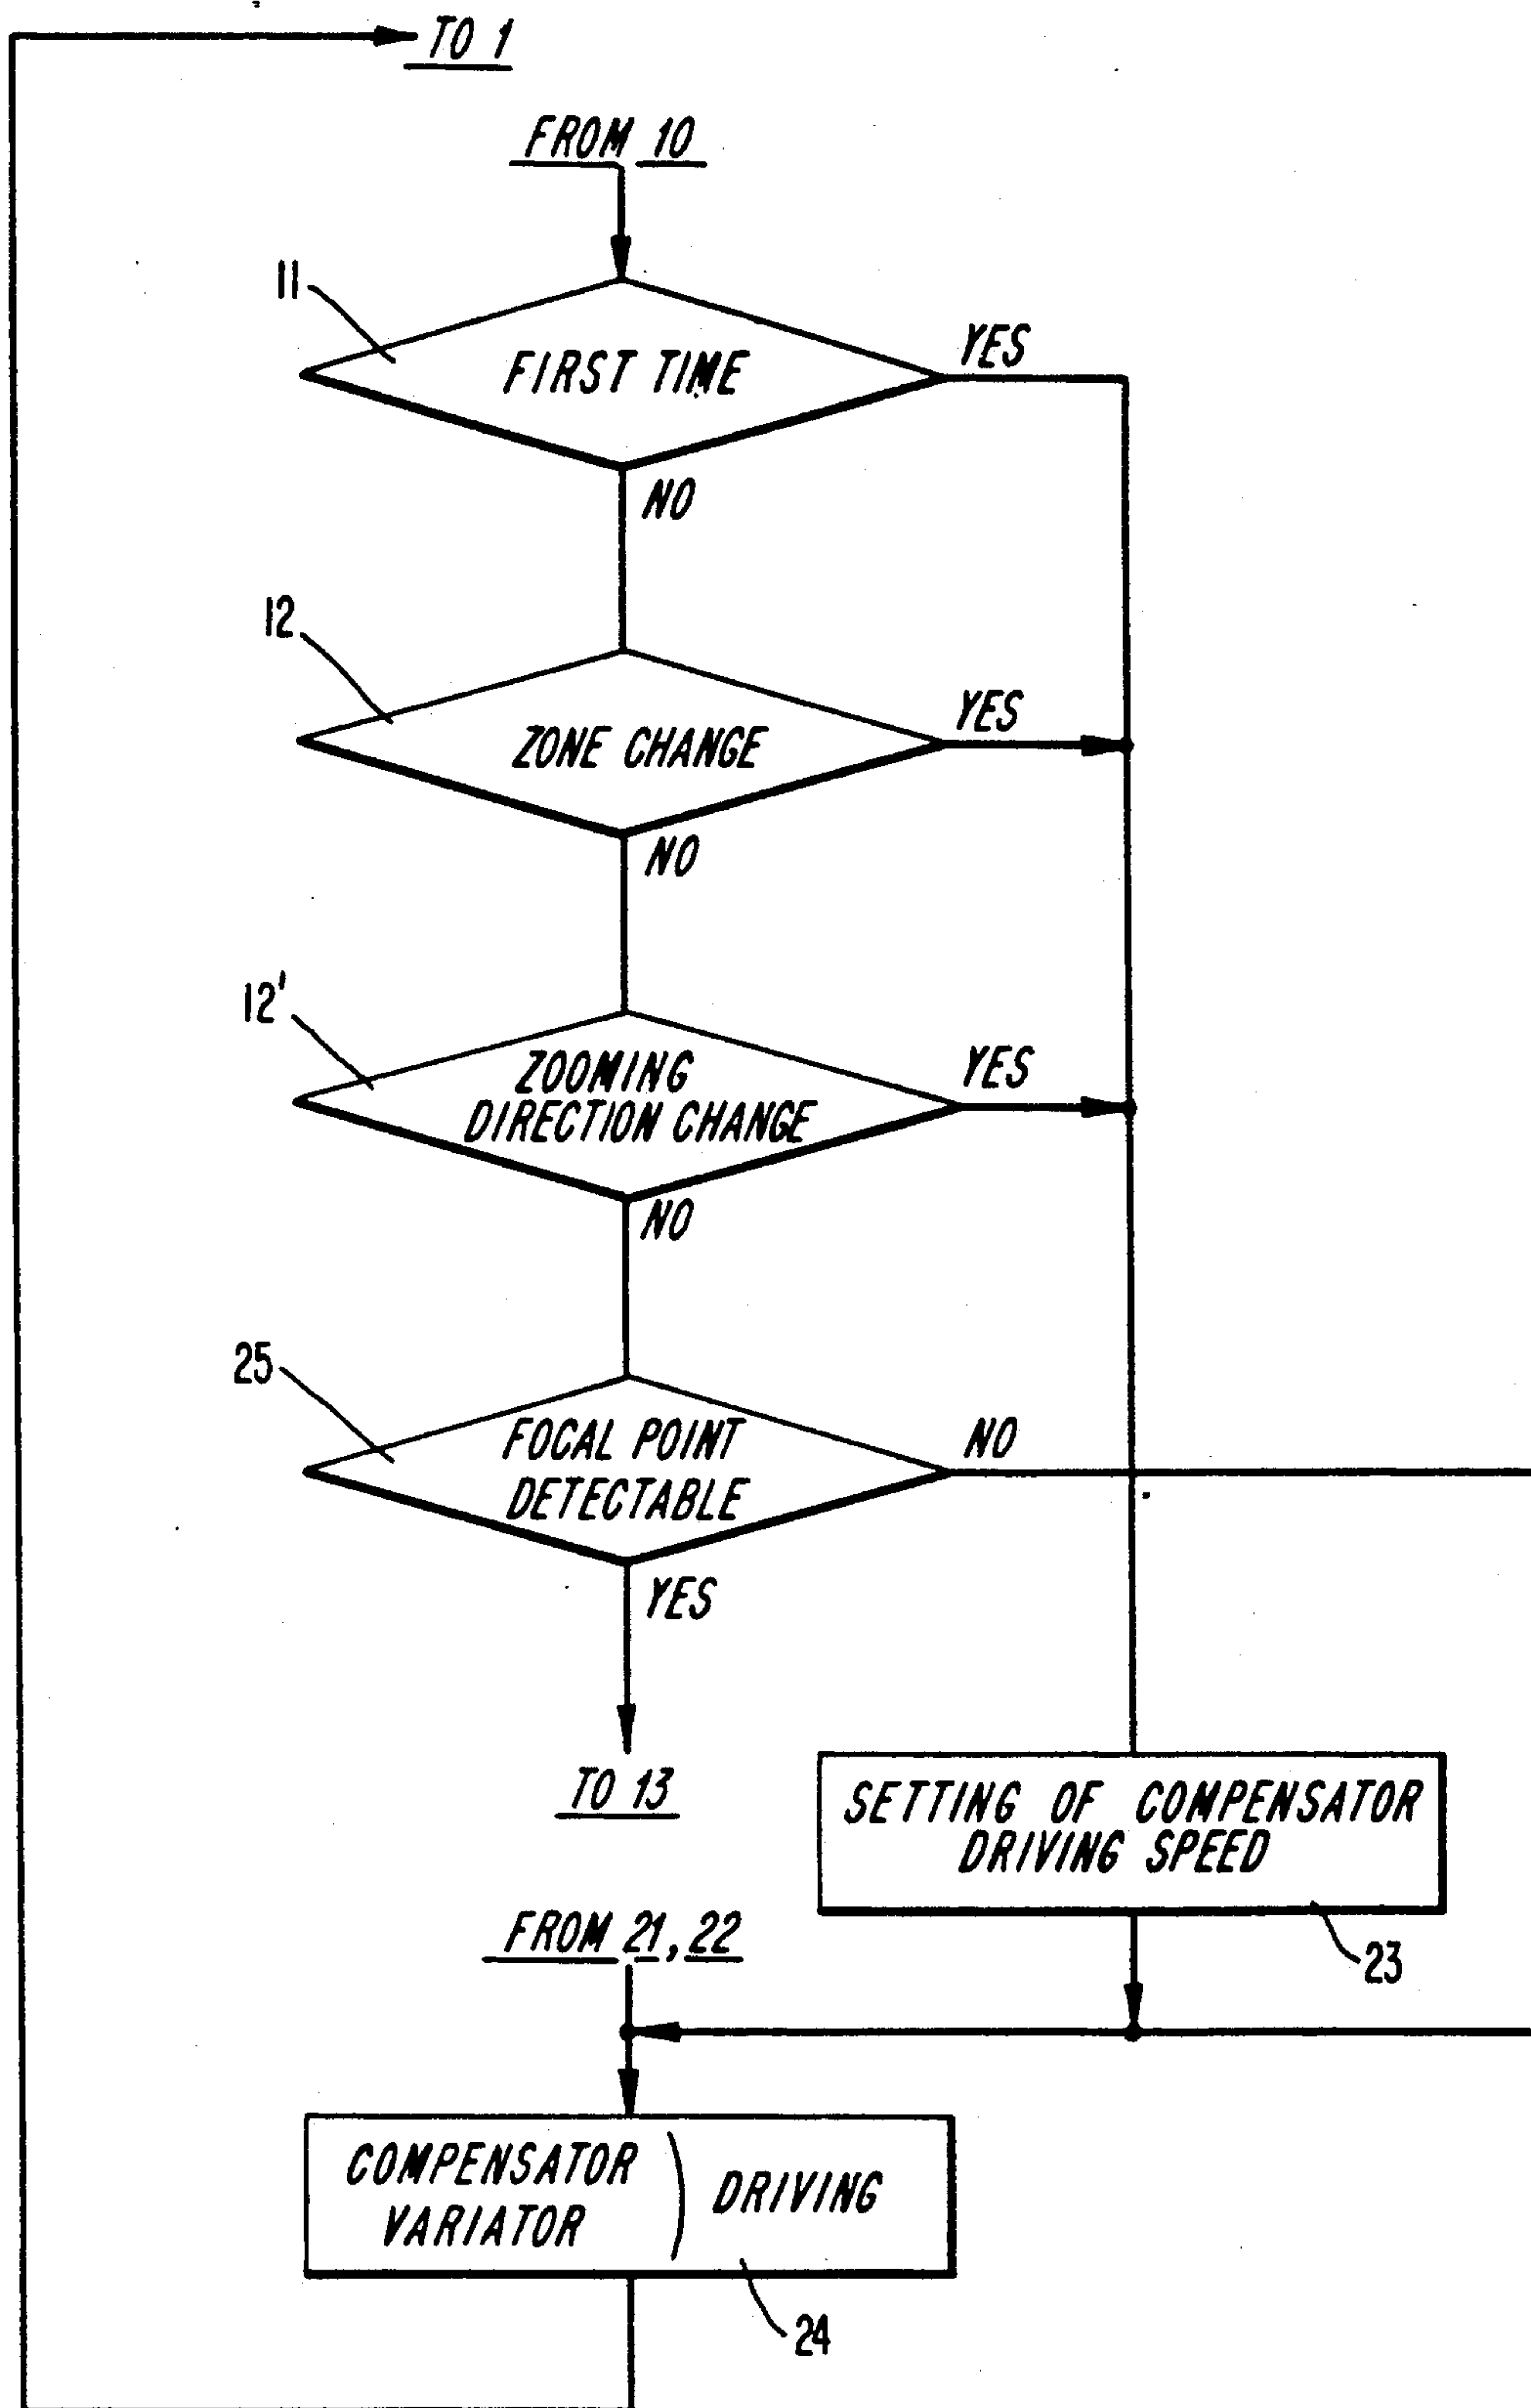 TO 1
FROM 10
11
FIRST TIME
YES
NO
12
ZONE CHANGE
YES
NO
12'
ZOOMING
DIRECTION CHANGE
YES
NO
25
FOCAL POINT
DETECTABLE
NO
YES
TO 13
SETTING OF COMPENSATOR
DRIVING SPEED
23
FROM 21, 22
COMPENSATOR
VARIATOR
) DRIVING
24